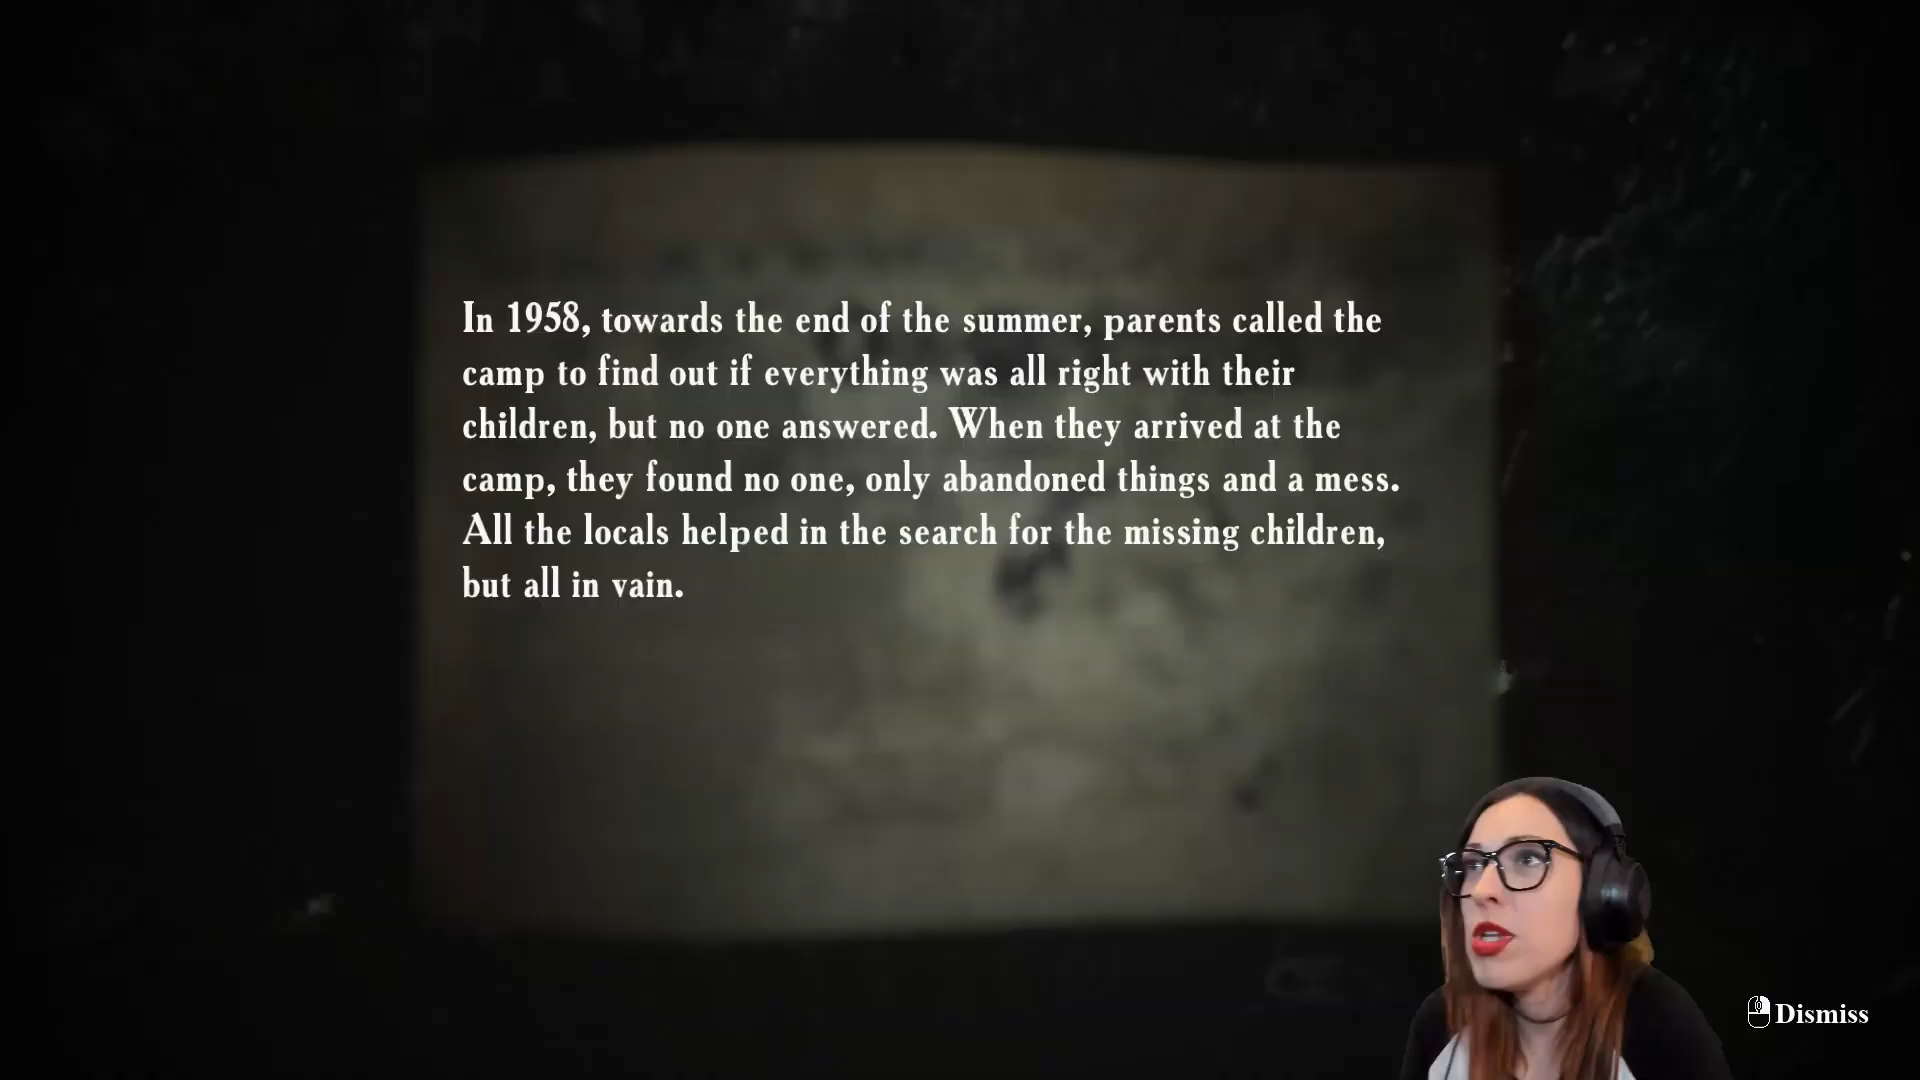 In 1958, towards the end of the summer, parents called the
camp to find out if everything was all right with their
children, but no one answered. When they arrived at the
camp, they found no one, only abandoned things and a mess.
All the locals helped in the search for the missing children,
but all in vain.
Dismiss